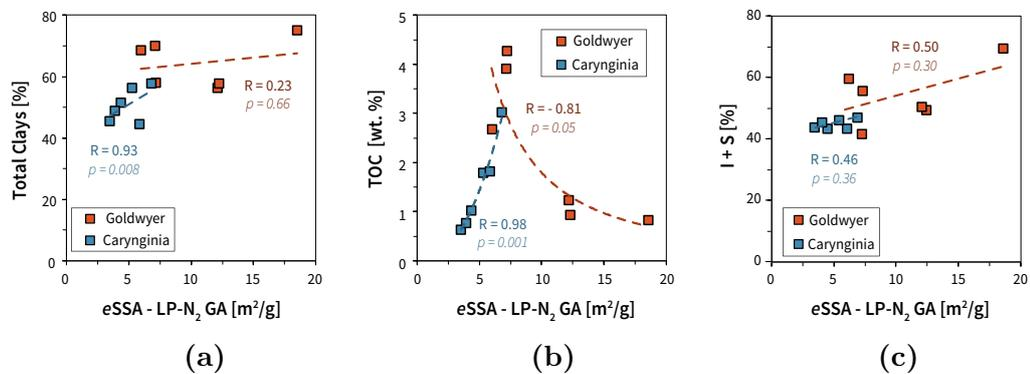 80
60
40
20
0
Total Clays [%]
R = 0.23
p = 0.66
R = 0.93
p = 0.008
Goldwyer
Carynginia
0 5 10 15 20
eSSA - LP-N2 GA [m²/g]
(a)
5
4
3
2
1
0
TOC [wt. %]
Goldwyer
Carynginia
R = - 0.81
p = 0.05
R = 0.98
p = 0.001
0 5 10 15 20
eSSA - LP-N2 GA [m²/g]
(b)
80
60
40
20
0
I + S [%]
R = 0.50
p = 0.30
R = 0.46
p = 0.36
Goldwyer
Carynginia
0 5 10 15 20
eSSA - LP-N2 GA [m²/g]
(c)